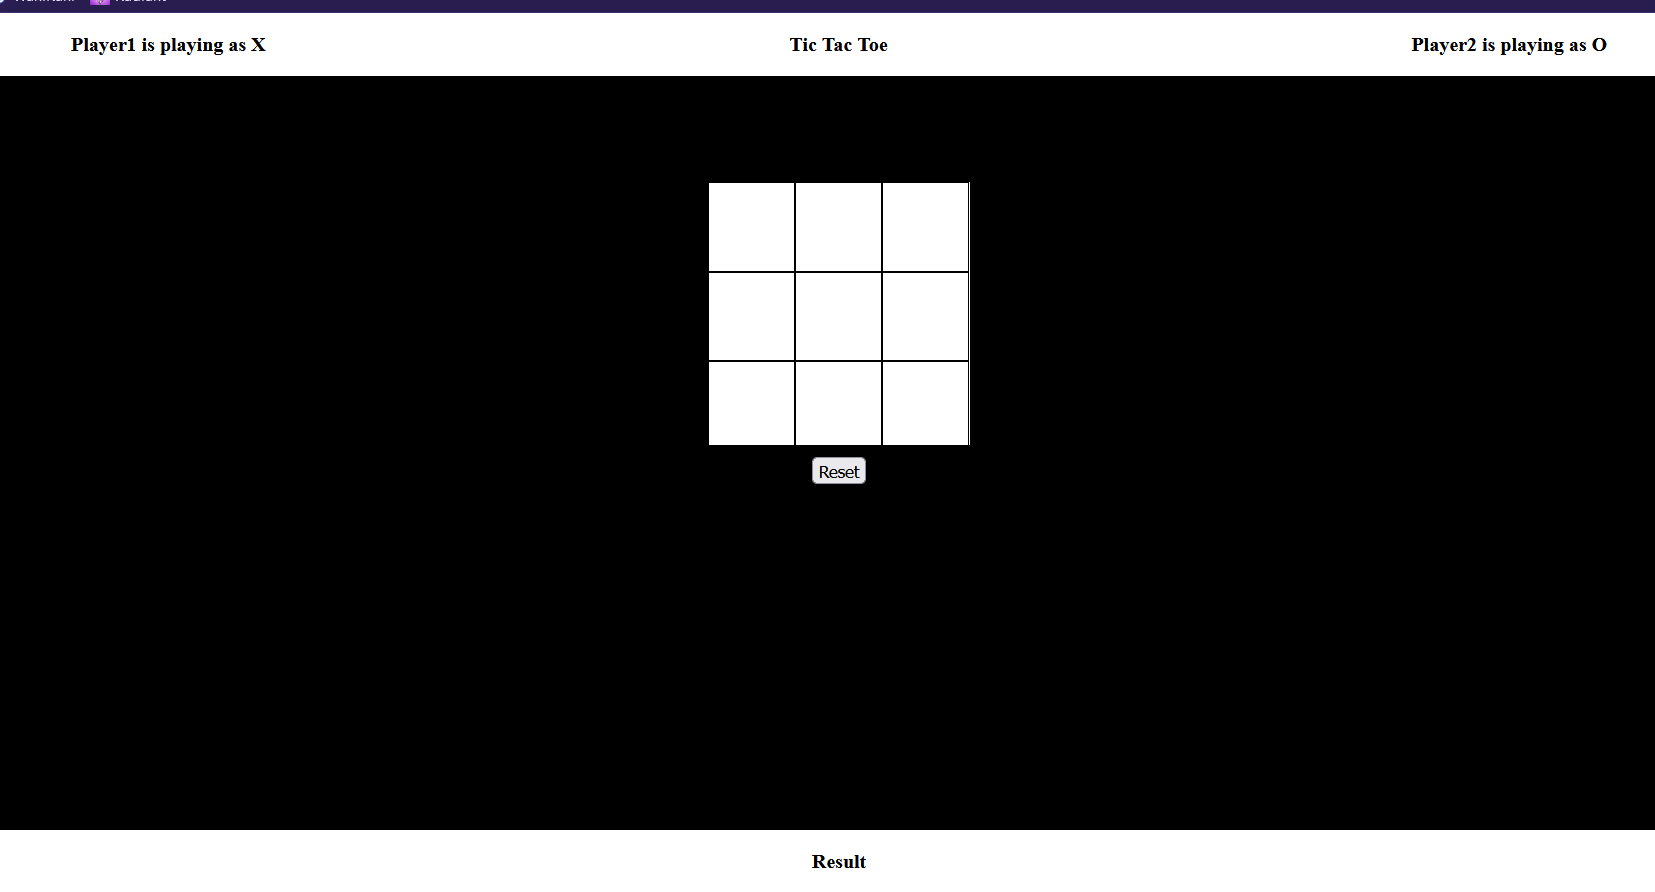 Player1 is playing as X
Tic Tac Toe
Player2 is playing as O
Reset
Result